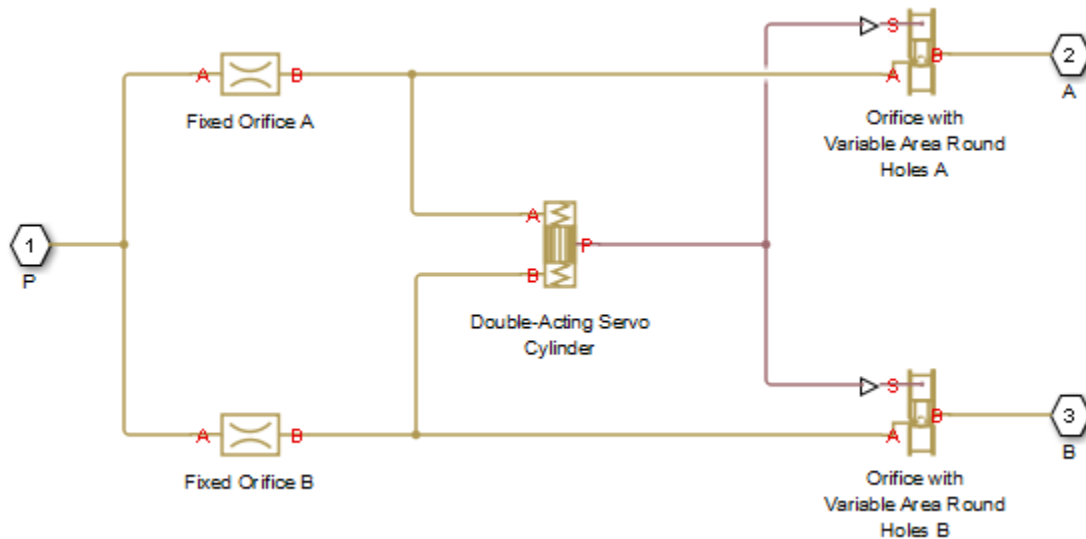 S
2
A
B
A
B
A
Fixed Orifice A
Orifice with
Variable Area Round
Holes A
A
1
P
P
B
Double-Acting Servo
Cylinder
S
B
3
A
B
A
B
Fixed Orifice B
Orifice with
Variable Area Round
Holes B